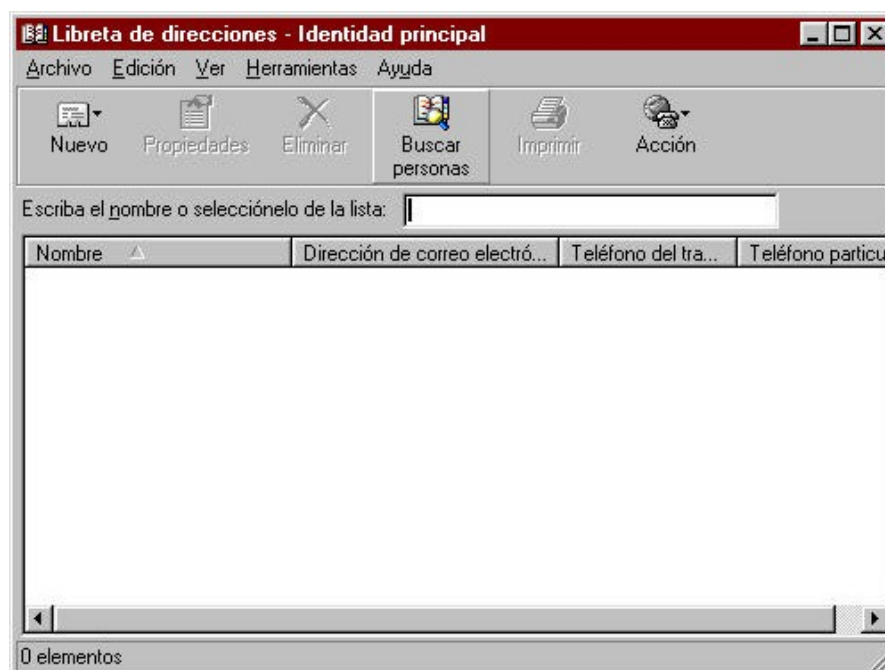 Libreta de direcciones - Identidad principal
Archivo Edición Ver Herramientas Ayuda
Nuevo Propiedades Eliminar Buscar personas Imprimir Acción
Escriba el nombre o selecciónelo de la lista:
Nombre Dirección de correo electró... Teléfono del tra... Teléfono particu
0 elementos